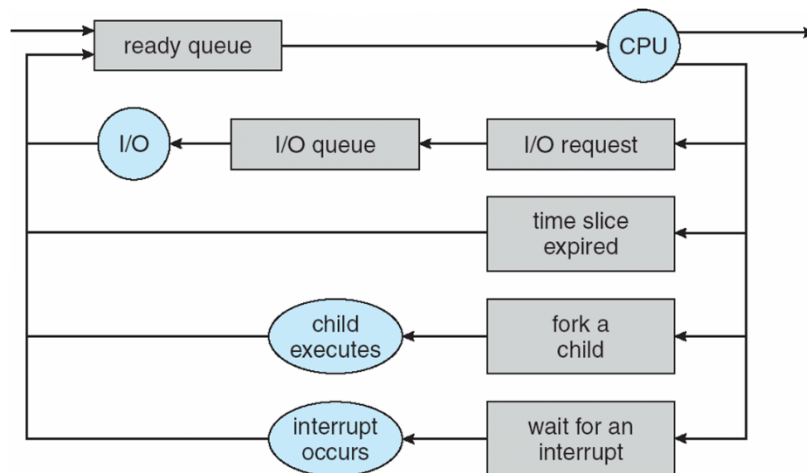 ready queue
CPU
I/O
I/O queue
I/O request
time slice
expired
child
executes
fork a
child
interrupt
occurs
wait for an
interrupt